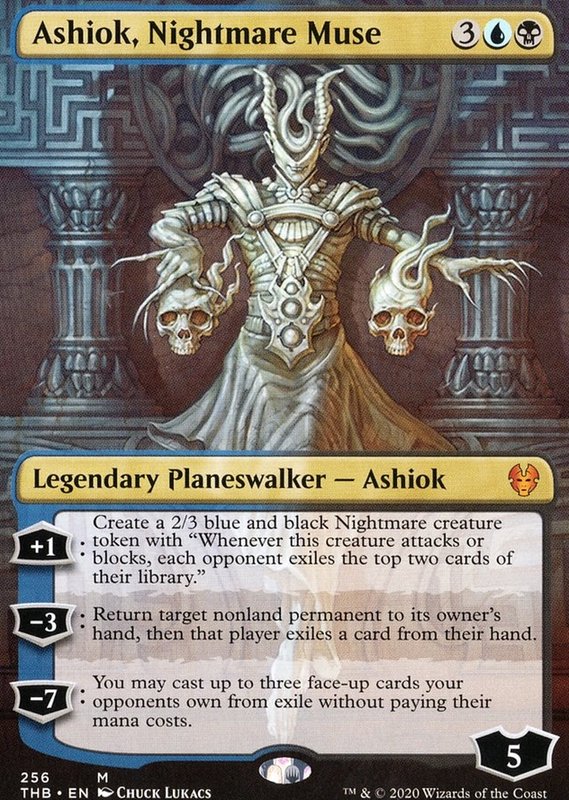 Ashiok, Nightmare Muse 3
Legendary Planeswalker — Ashiok
+1: Create a 2/3 blue and black Nightmare creature
token with “Whenever this creature attacks or
blocks, each opponent exiles the top two cards of
their library.”
−3: Return target nonland permanent to its owner's
hand, then that player exiles a card from their hand.
−7: You may cast up to three face-up cards your
opponents own from exile without paying their
mana costs.
5
256 M
THB • EN Chuck Lukacs ™ & © 2020 Wizards of the Coast